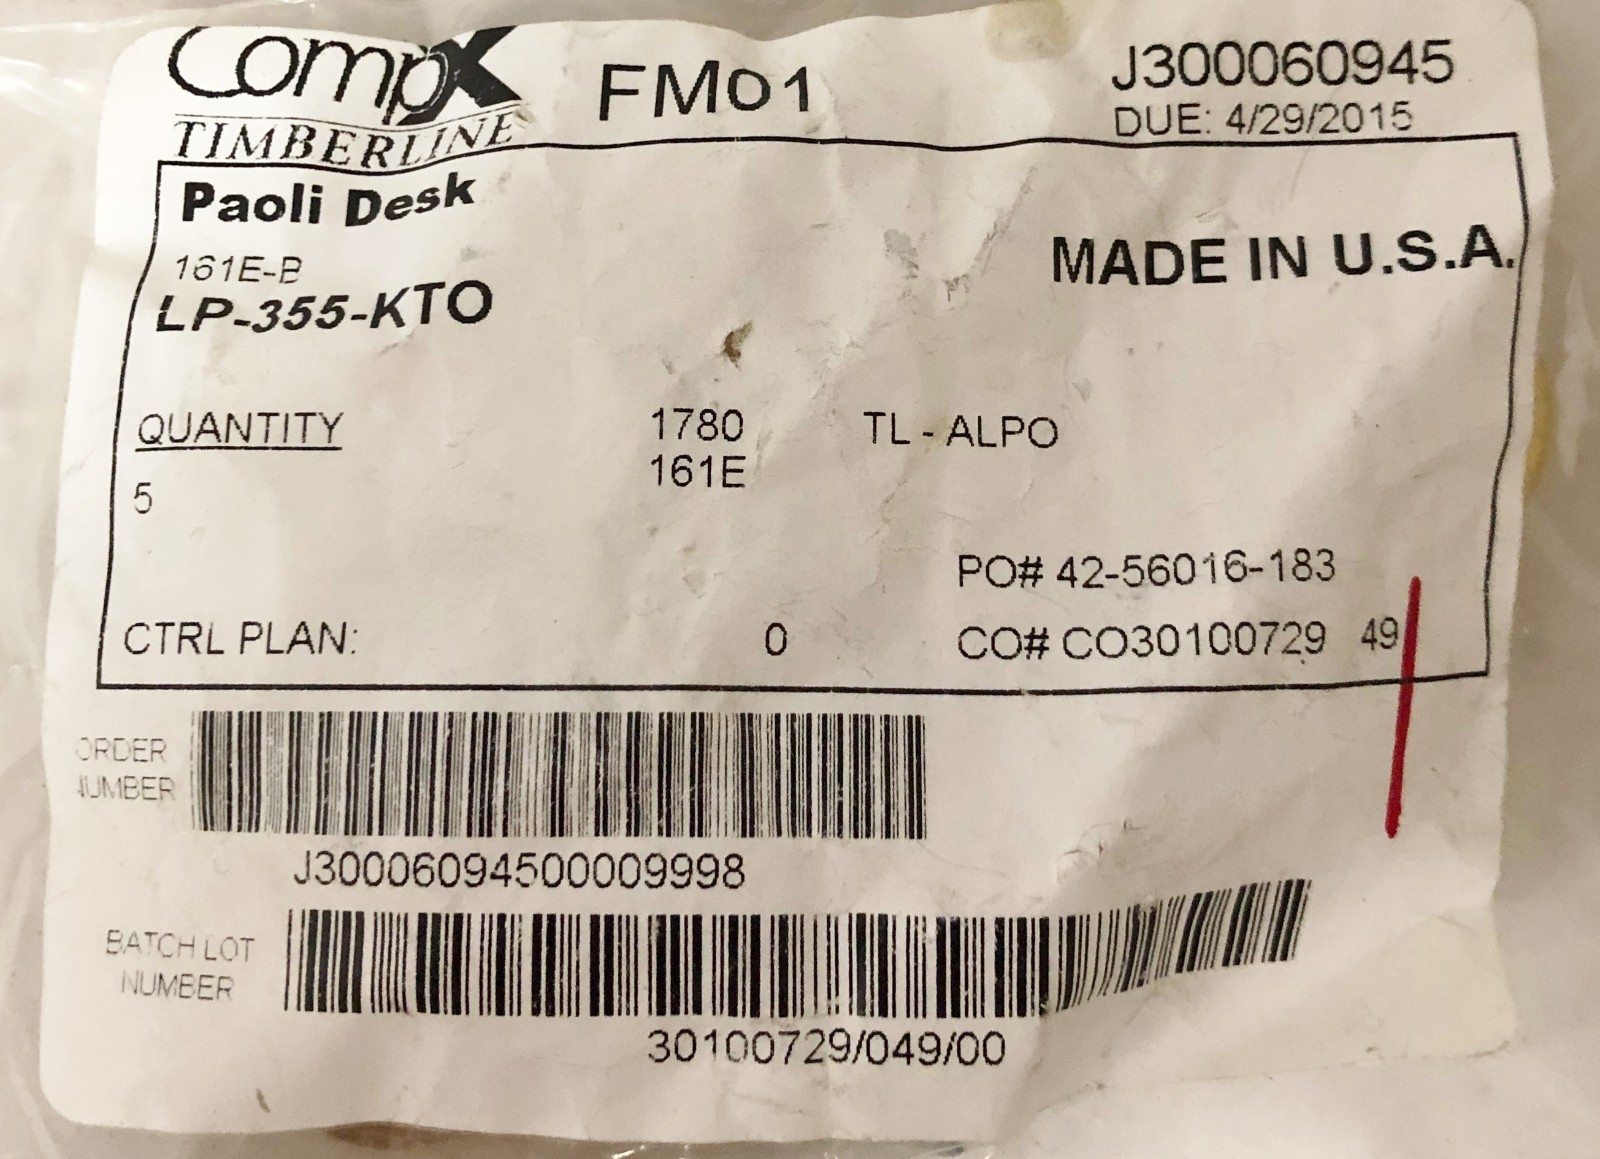 CompX
TIMBERLINE
FM01
J300060945
DUE: 4/29/2015
Paoli Desk
161E-B
LP-355-KTO
MADE IN U.S.A.
QUANTITY
1780
TL - ALPO
161E
5
PO# 42-56016-183
CTRL PLAN:
0
CO# CO30100729 49
ORDER
NUMBER
J30006094500009998
BATCH LOT
NUMBER
30100729/049/00